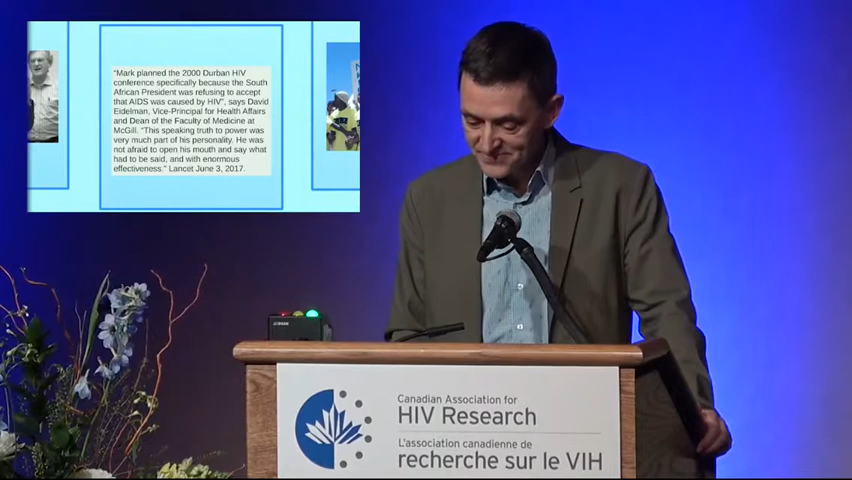 "Mark planned the 2000 Durban HIV
conference specifically because the South
African President was refusing to accept
that AIDS was caused by HIV", says David
Eidelman, Vice-Principal for Health Affairs
and Dean of the Faculty of Medicine at
McGill. "This speaking truth to power was
very much part of his personality. He was
not afraid to open his mouth and say what
had to be said, and with enormous
effectiveness." Lancet June 3, 2017.
Canadian Association for
HIV Research
L'association canadienne de
recherche sur le VIH